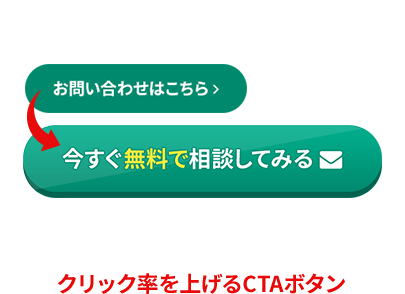 お問い合わせはこちら
今すぐ無料で相談してみる
クリック率を上げるCTAボタン